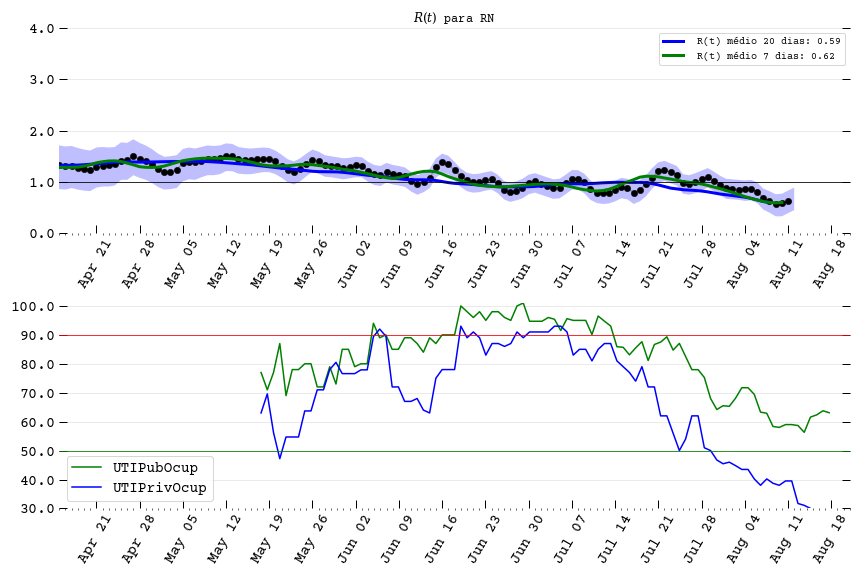 R(t) para RN
4.0
3.0
2.0
1.0
0.0
R(t) médio 20 dias: 0.59
R(t) médio 7 dias: 0.62
Apr 21
Apr 28
May 05
May 12
May 19
May 26
Jun 02
Jun 09
Jun 16
Jun 23
Jun 30
Jul 07
Jul 14
Jul 21
Jul 28
Aug 04
Aug 11
Aug 18
100.0
90.0
80.0
70.0
60.0
50.0
40.0
30.0
UTIPubOcup
UTIPrivOcup
Apr 21
Apr 28
May 05
May 12
May 19
May 26
Jun 02
Jun 09
Jun 16
Jun 23
Jun 30
Jul 07
Jul 14
Jul 21
Jul 28
Aug 04
Aug 11
Aug 18